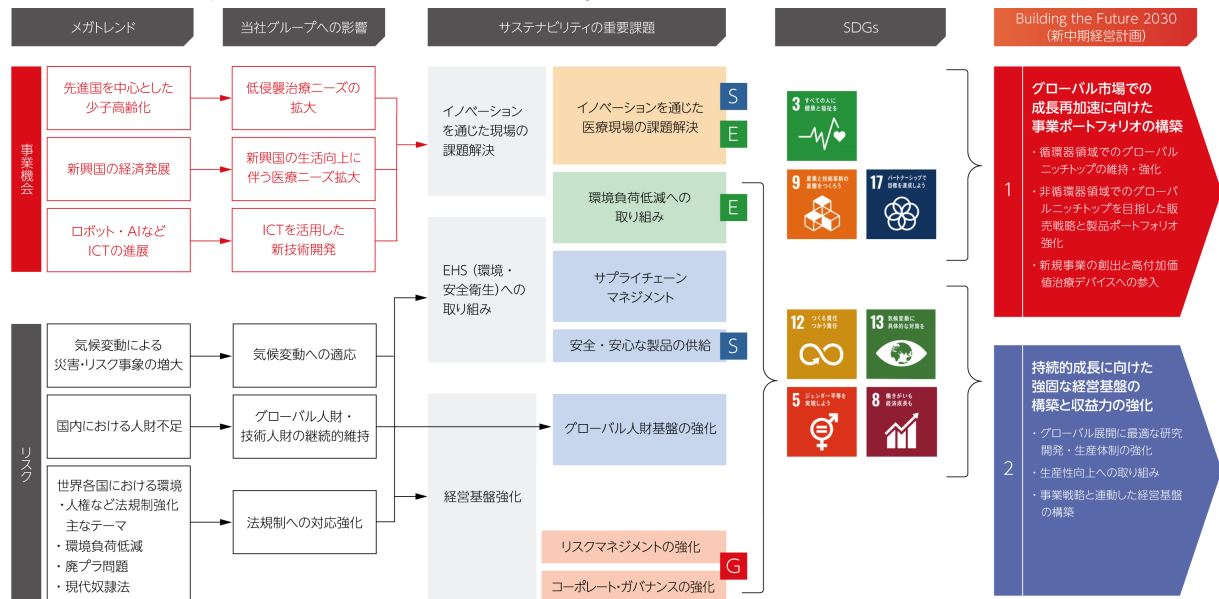 メガトレンド
当社グループへの影響
サステナビリティの重要課題
SDGs
Building the Future 2030
(新中期経営計画)
事業機会
先進国を中心とした
少子高齢化
低侵襲治療ニーズの
拡大
新興国の経済発展
新興国の生活向上に
伴う医療ニーズ拡大
ロボット・AIなど
ICTの進展
ICTを活用した
新技術開発
リスク
気候変動による
災害・リスク事象の増大
気候変動への適応
国内における人財不足
グローバル人財・
技術人財の継続的維持
世界各国における環境
・人権など法規制強化
主なテーマ
・環境負荷低減
・廃プラ問題
・現代奴隷法
法規制への対応強化
イノベーション
を通じた現場の
課題解決
イノベーションを通じた
医療現場の課題解決
S
E
環境負荷低減への
取り組み
E
EHS(環境・
安全衛生)への
取り組み
サプライチェーン
マネジメント
安全・安心な製品の供給
S
経営基盤強化
グローバル人財基盤の強化
リスクマネジメントの強化
コーポレート・ガバナンスの強化
G
3 すべての人に
健康と福祉を
9 産業と技術革新の
基盤をつくろう
17 パートナーシップで
目標を達成しよう
12 つくる責任
つかう責任
13 気候変動に
具体的な対策を
5 ジェンダー平等を
実現しよう
8 働きがいも
経済成長も
1
グローバル市場での
成長再加速に向けた
事業ポートフォリオの構築
・循環器領域でのグローバル
ニッチトップの維持・強化
・非循環器領域でのグローバ
ルニッチトップを目指した販
売戦略と製品ポートフォリオ
強化
・新規事業の創出と高付加価
値治療デバイスへの参入
2
持続的成長に向けた
強固な経営基盤の
構築と収益力の強化
・グローバル展開に最適な研究
開発・生産体制の強化
・生産性向上への取り組み
・事業戦略と連動した経営基盤
の構築